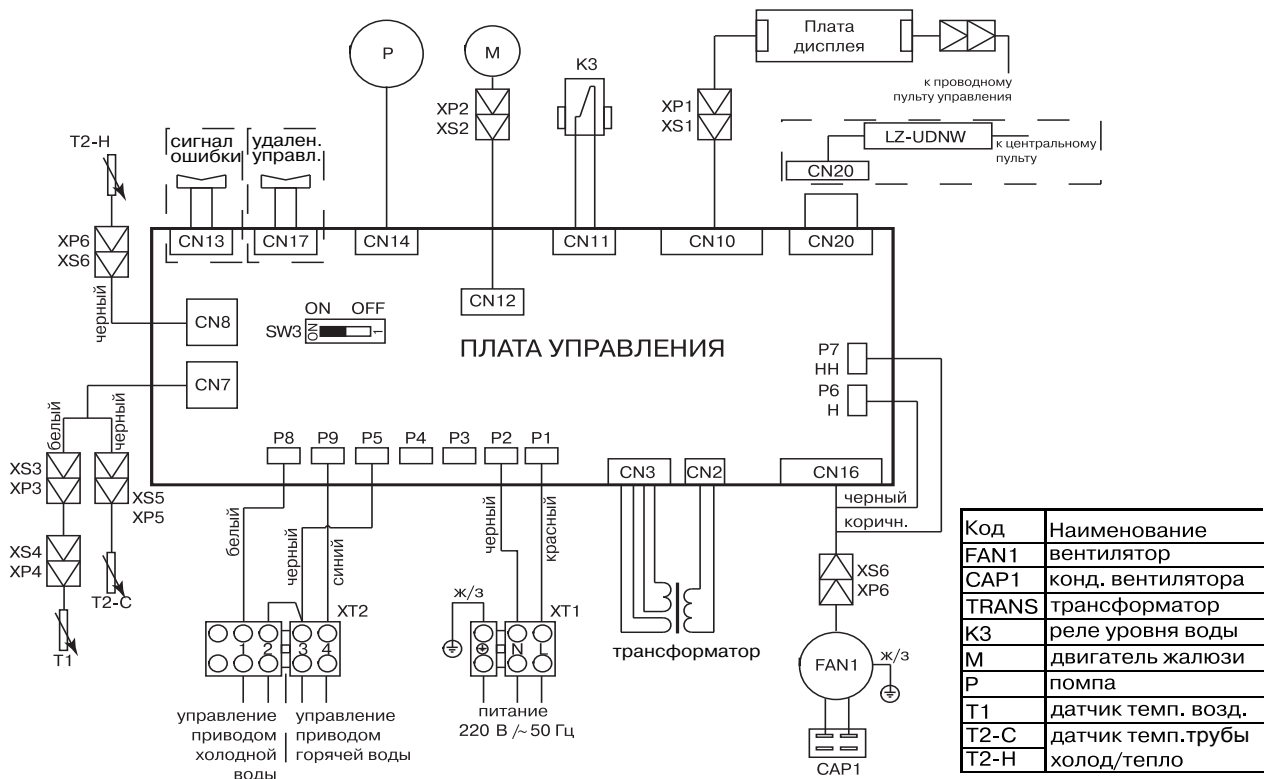 Плата
дисплея
P
M
K3
XP2
XS2
XP1
XS1
к проводному
пульту управления
LZ-UDNW
к центральному
пульту
CN20
T2-H
сигнал
ошибки
удален.
управл.
CN13
CN17
CN14
CN11
CN10
CN20
XP6
XS6
черный
CN8
CN12
ON OFF
SW3
ON
1
ПЛАТА УПРАВЛЕНИЯ
P7
HH
P6
H
CN7
белый
черный
XS3
XP3
XS5
XP5
XS4
XP4
T2-C
T1
P8
P9
P5
P4
P3
P2
P1
CN3
CN2
CN16
белый
черный
синий
черный
красный
черный
коричн.
XS6
XP6
ж/з
XT2
XT1
1
2
3
4
N
L
трансформатор
FAN1
ж/з
CAP1
управление
приводом
холодной
воды
управление
приводом
горячей воды
питание
220 В /~ 50 Гц
Код Наименование
FAN1 вентилятор
CAP1 конд. вентилятора
TRANS трансформатор
K3 реле уровня воды
M двигатель жалюзи
P помпа
T1 датчик темп. возд.
T2-C датчик темп.трубы
T2-H холод/тепло